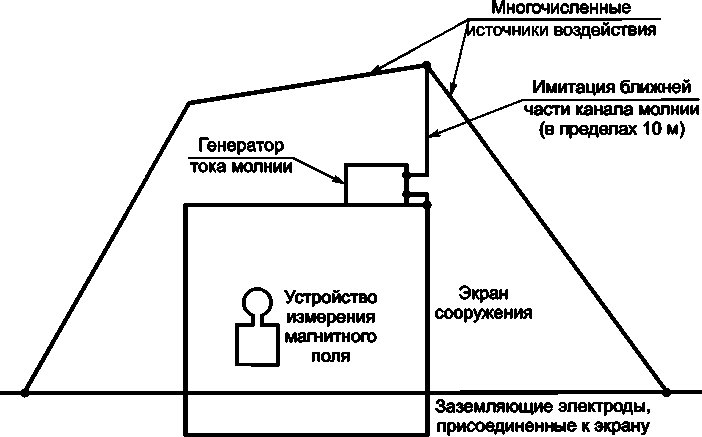 Многочисленные
источники воздействия
Имитация ближней
части канала молнии
(в пределах 10 м)
Генератор
тока молнии
Устройство
измерения
магнитного
поля
Экран
сооружения
Заземляющие электроды,
присоединенные к экрану